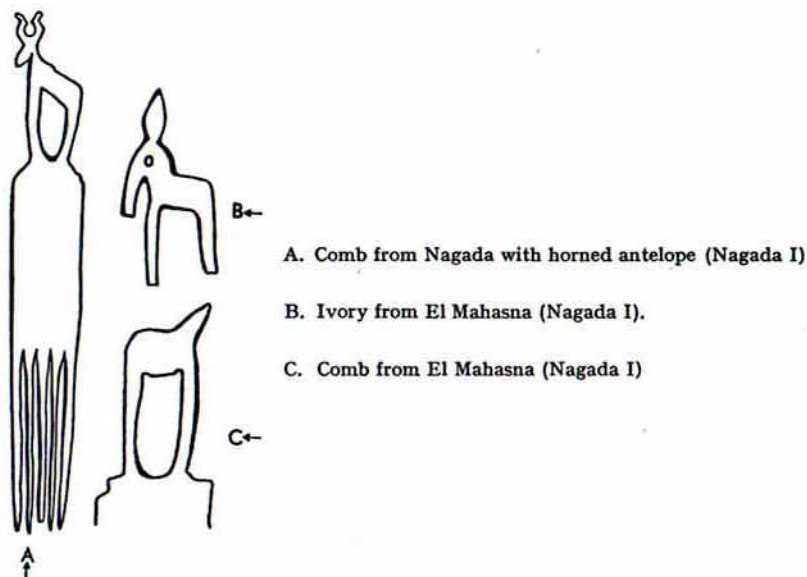 B←
A. Comb from Nagada with horned antelope (Nagada I)
B. Ivory from El Mahasna (Nagada I).
C. Comb from El Mahasna (Nagada I)
C←
A